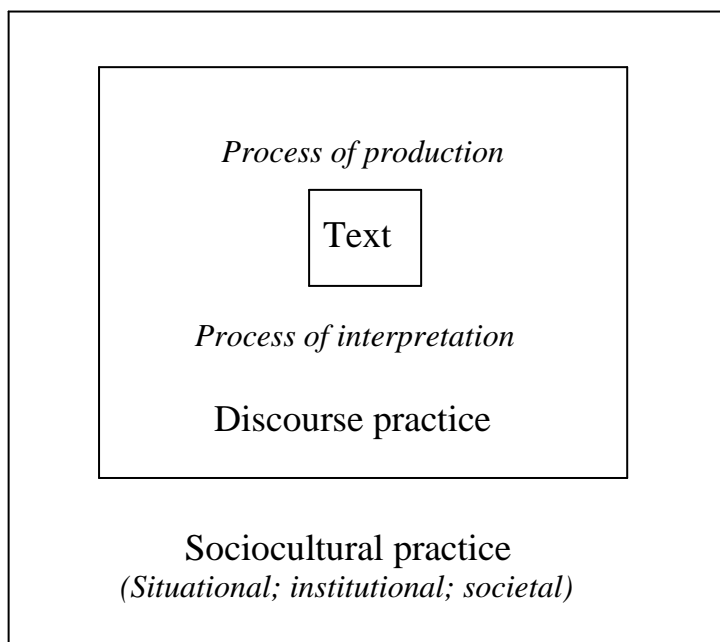 Process of production
Text
Process of interpretation
Discourse practice
Sociocultural practice
(Situational; institutional; societal)